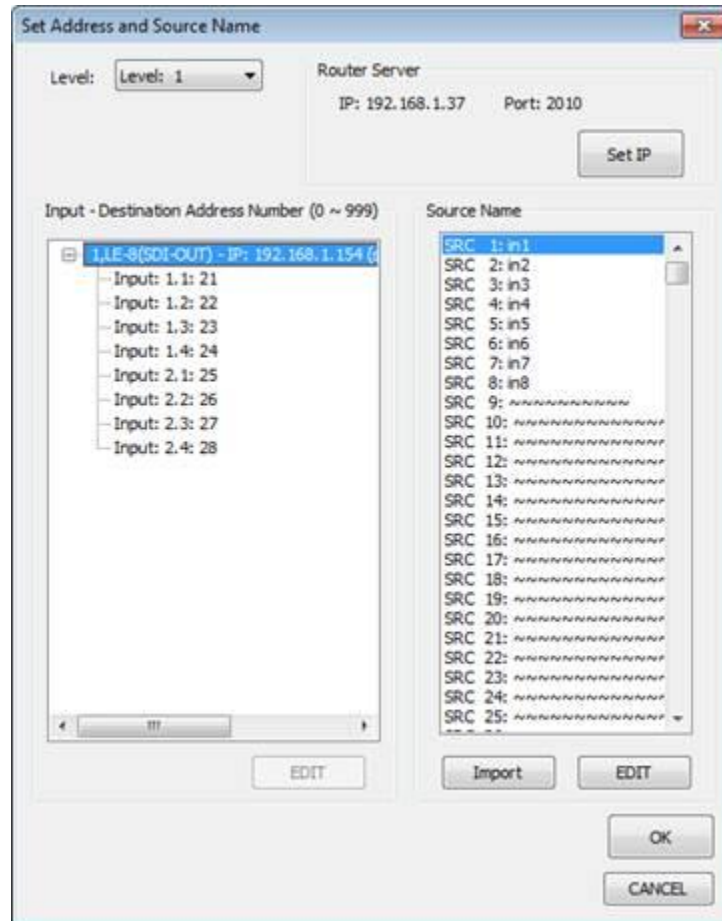 Set Address and Source Name
Level: Level: 1
Router Server
IP: 192.168.1.37 Port: 2010
Set IP
Input - Destination Address Number (0 ~ 999)
1,LE-8(SDI-OUT) - IP: 192.168.1.154 (
Input: 1.1: 21
Input: 1.2: 22
Input: 1.3: 23
Input: 1.4: 24
Input: 2.1: 25
Input: 2.2: 26
Input: 2.3: 27
Input: 2.4: 28
EDIT
Source Name
SRC 1: in1
SRC 2: in2
SRC 3: in3
SRC 4: in4
SRC 5: in5
SRC 6: in6
SRC 7: in7
SRC 8: in8
SRC 9: ~~~~~~~~~~
SRC 10: ~~~~~~~~~~~~~
SRC 11: ~~~~~~~~~~~~~
SRC 12: ~~~~~~~~~~~~~
SRC 13: ~~~~~~~~~~~~~
SRC 14: ~~~~~~~~~~~~~
SRC 15: ~~~~~~~~~~~~~
SRC 16: ~~~~~~~~~~~~~
SRC 17: ~~~~~~~~~~~~~
SRC 18: ~~~~~~~~~~~~~
SRC 19: ~~~~~~~~~~~~~
SRC 20: ~~~~~~~~~~~~~
SRC 21: ~~~~~~~~~~~~~
SRC 22: ~~~~~~~~~~~~~
SRC 23: ~~~~~~~~~~~~~
SRC 24: ~~~~~~~~~~~~~
SRC 25: ~~~~~~~~~~~~~
Import EDIT
OK
CANCEL